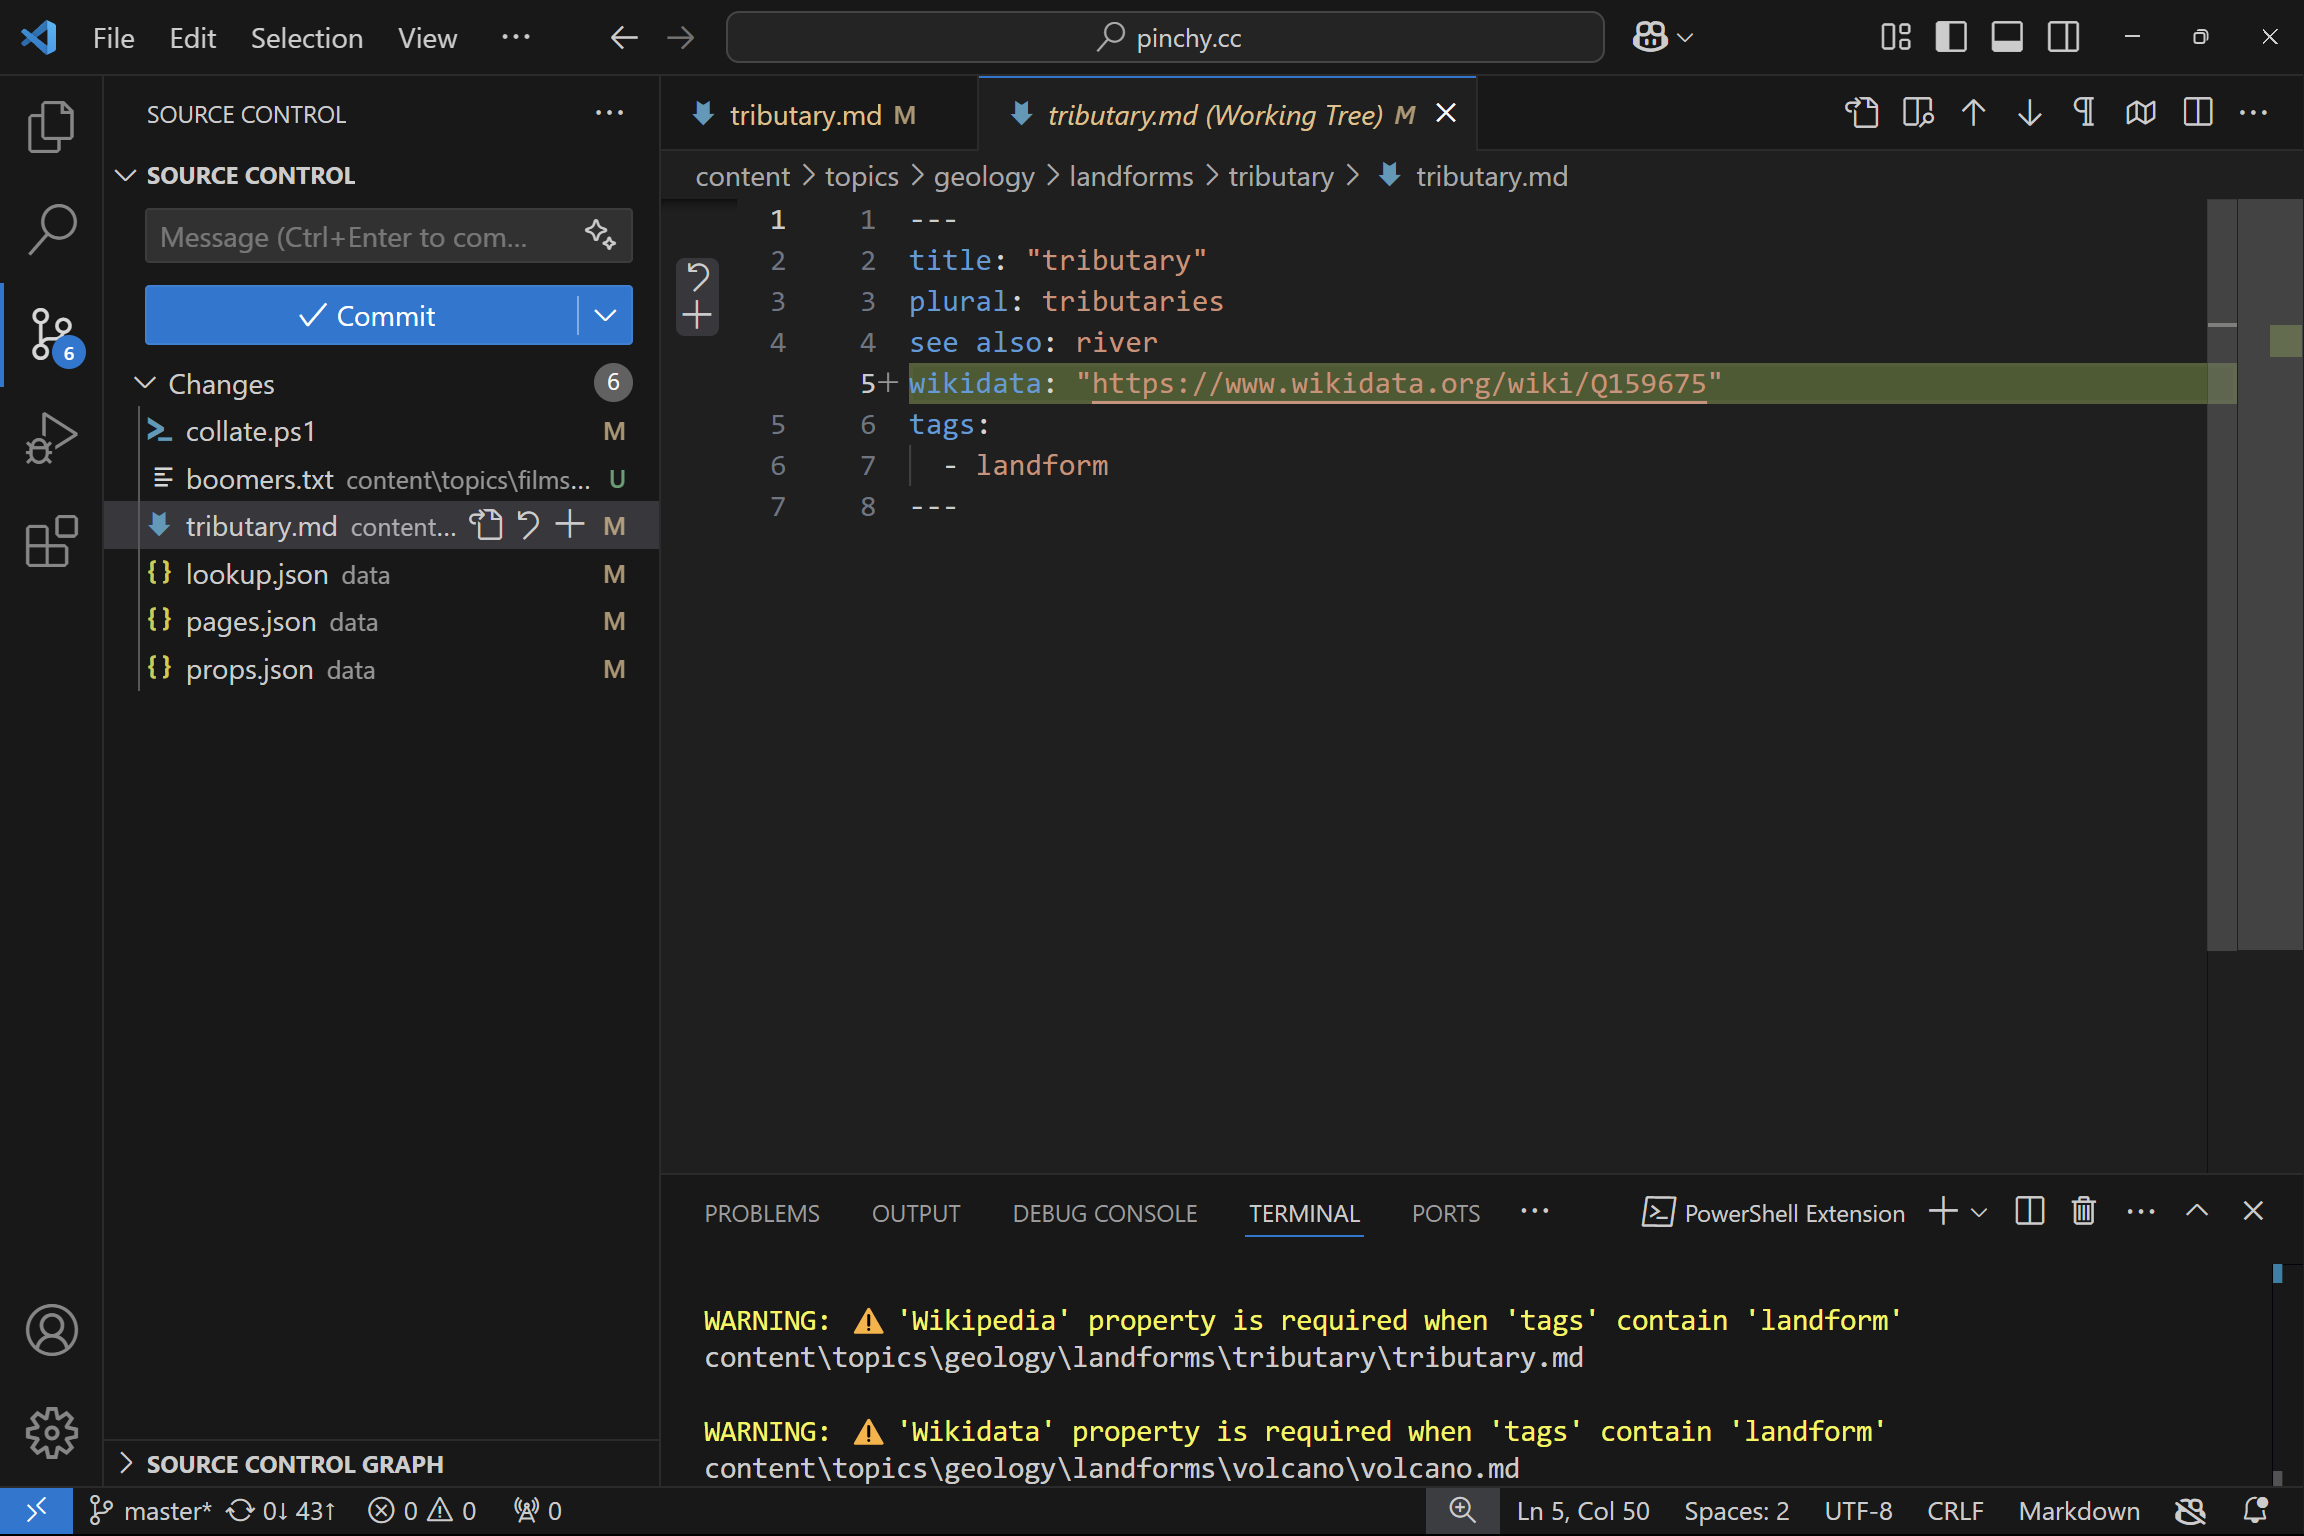 File Edit Selection View ··· pinchy.cc
SOURCE CONTROL
SOURCE CONTROL
Message (Ctrl+Enter to com...
Commit
Changes 6
collate.ps1 M
boomers.txt content\topics\films... U
tributary.md content... M
lookup.json data M
pages.json data M
props.json data M
SOURCE CONTROL GRAPH
6
tributary.md M
tributary.md (Working Tree) M
content > topics > geology > landforms > tributary > tributary.md
1 1 ---
2 2 title: "tributary"
3 3 plural: tributaries
4 4 see also: river
5+ wikidata: "https://www.wikidata.org/wiki/Q159675"
5 6 tags:
6 7 - landform
7 8 ---
PROBLEMS OUTPUT DEBUG CONSOLE TERMINAL PORTS ··· PowerShell Extension
WARNING: ⚠ 'Wikipedia' property is required when 'tags' contain 'landform'
content\topics\geology\landforms\tributary\tributary.md
WARNING: ⚠ 'Wikidata' property is required when 'tags' contain 'landform'
content\topics\geology\landforms\volcano\volcano.md
master* 0↓ 43↑ 0 0 0 Ln 5, Col 50 Spaces: 2 UTF-8 CRLF Markdown